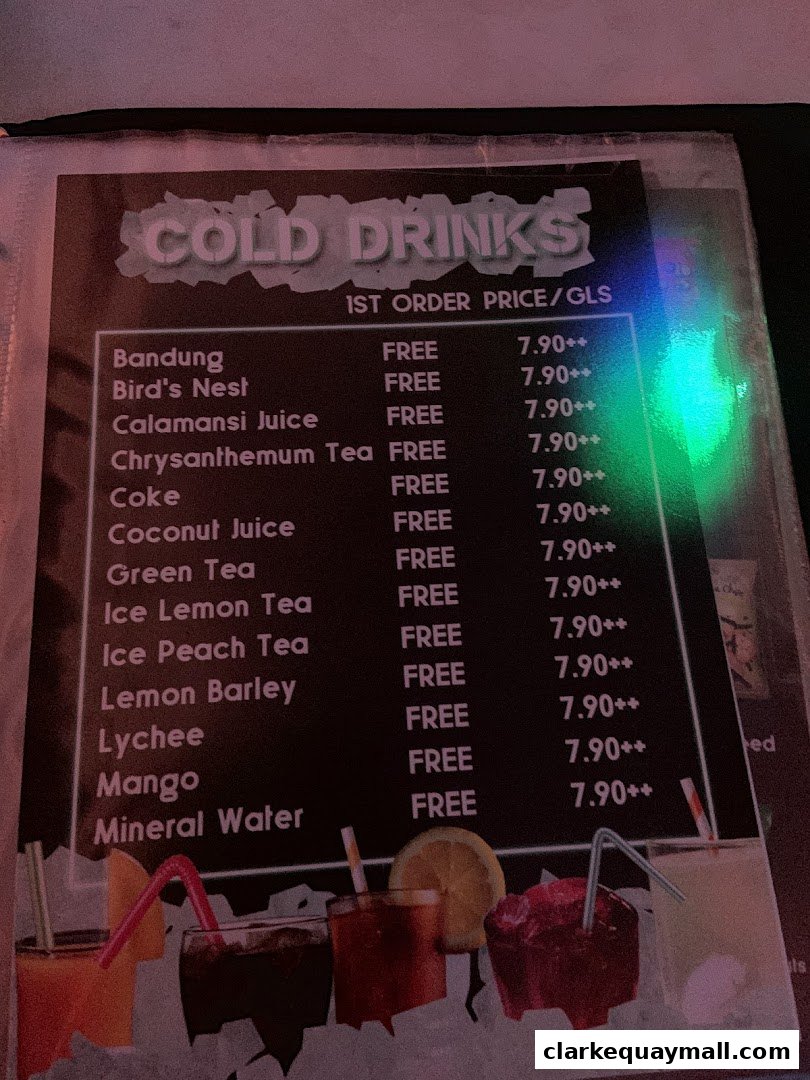 COLD DRINKS
1ST ORDER PRICE/GLS
Bandung FREE 7.90++
Bird's Nest FREE 7.90++
Calamansi Juice FREE 7.90++
Chrysanthemum Tea FREE 7.90++
Coke FREE 7.90++
Coconut Juice FREE 7.90++
Green Tea FREE 7.90++
Ice Lemon Tea FREE 7.90++
Ice Peach Tea FREE 7.90++
Lemon Barley FREE 7.90++
Lychee FREE 7.90++
Mango FREE 7.90++
Mineral Water FREE 7.90++
clarkequaymall.com